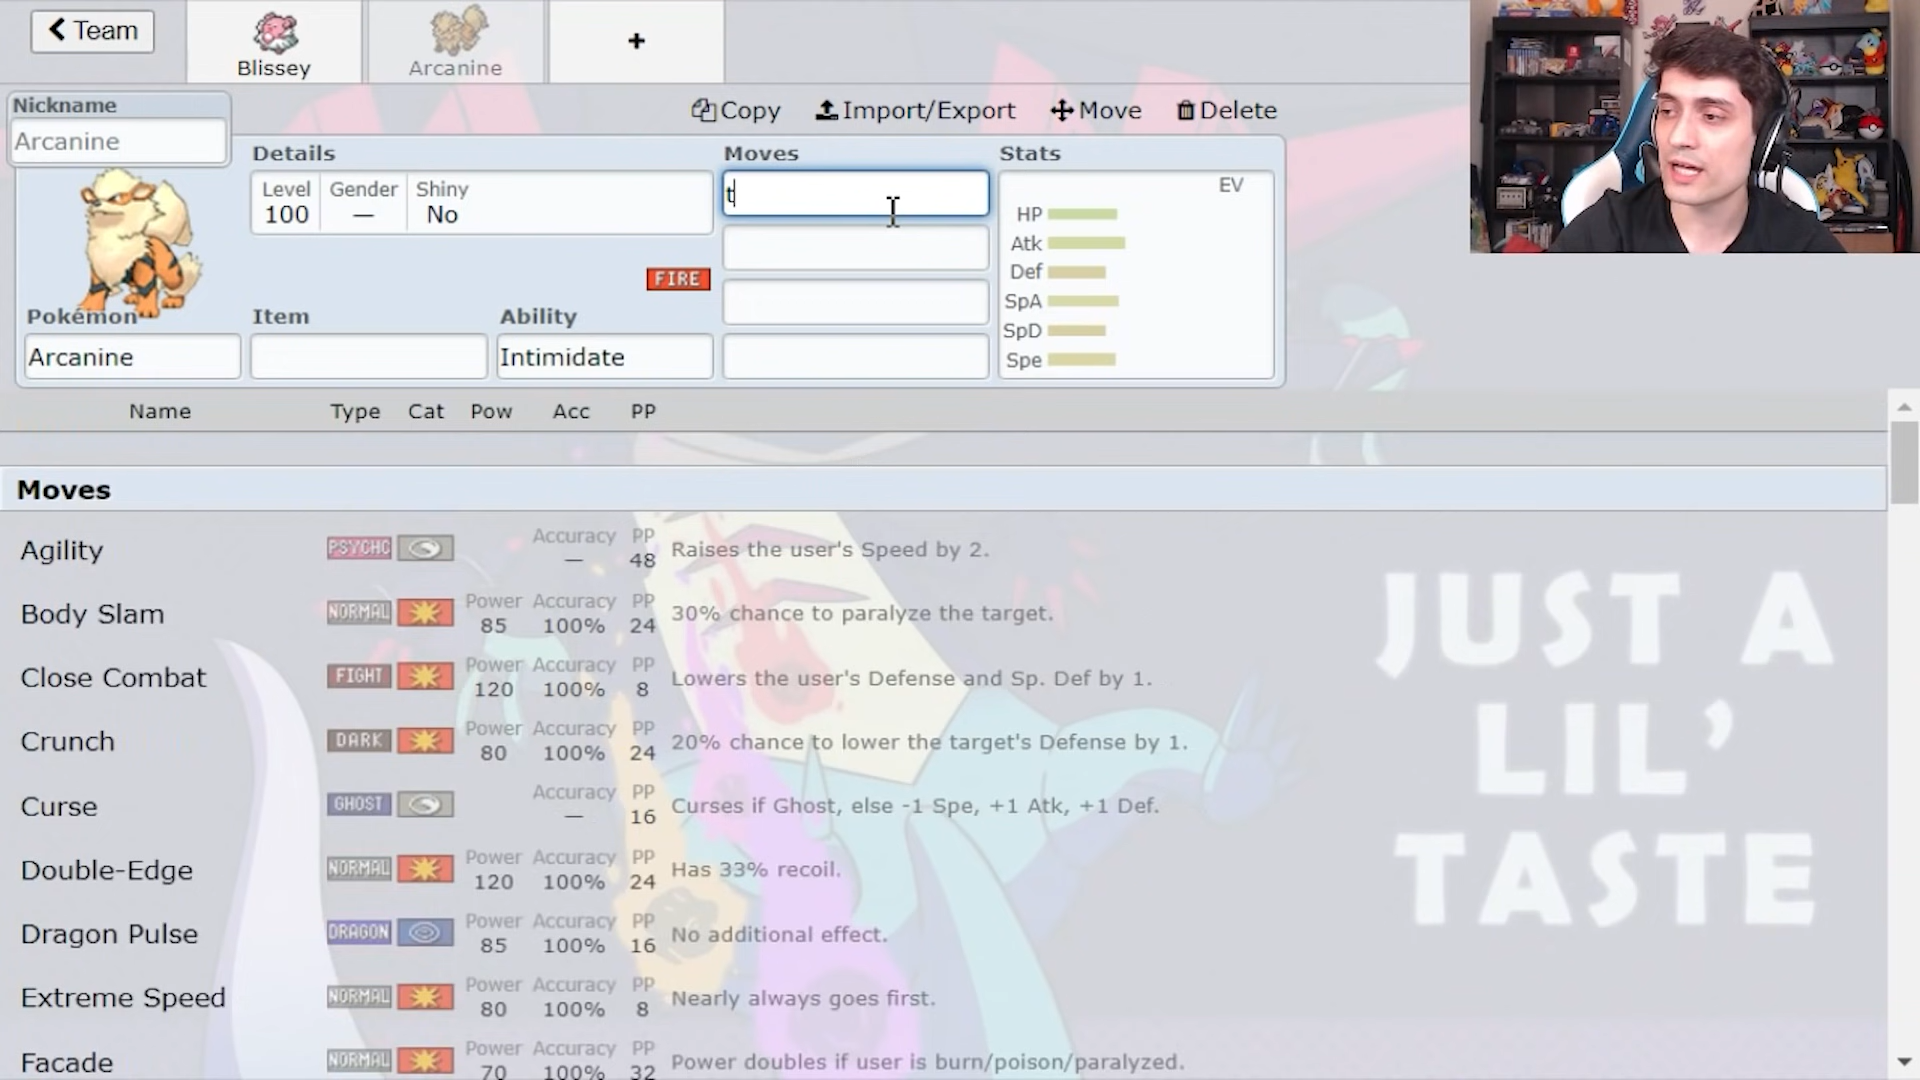 Team
Blissey
Arcanine
+
Nickname
Arcanine
Copy
Import/Export
Move
Delete
Details
Moves
Stats
Level
100
Gender
—
Shiny
No
t
EV
HP
Atk
Def
SpA
SpD
Spe
FIRE
Pokémon
Item
Ability
Arcanine
Intimidate
Name Type Cat Pow Acc PP
Moves
Agility PSYCHC Accuracy — PP 48 Raises the user's Speed by 2.
Body Slam NORMAL Power 85 Accuracy 100% PP 24 30% chance to paralyze the target.
Close Combat FIGHT Power 120 Accuracy 100% PP 8 Lowers the user's Defense and Sp. Def by 1.
Crunch DARK Power 80 Accuracy 100% PP 24 20% chance to lower the target's Defense by 1.
Curse GHOST Accuracy — PP 16 Curses if Ghost, else -1 Spe, +1 Atk, +1 Def.
Double-Edge NORMAL Power 120 Accuracy 100% PP 24 Has 33% recoil.
Dragon Pulse DRAGON Power 85 Accuracy 100% PP 16 No additional effect.
Extreme Speed NORMAL Power 80 Accuracy 100% PP 8 Nearly always goes first.
Facade NORMAL Power 70 Accuracy 100% PP 32 Power doubles if user is burn/poison/paralyzed.
JUST A
LIL'
TASTE